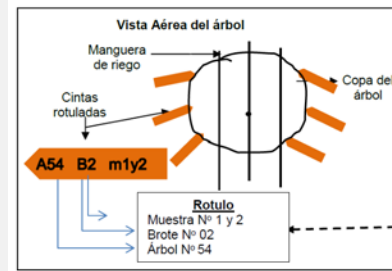 Vista Aérea del árbol
Manguera
de riego
Copa del
árbol
Cintas
rotuladas
A54 B2 m1y2
Rotulo
Muestra Nº 1 y 2
Brote Nº 02
Árbol Nº 54